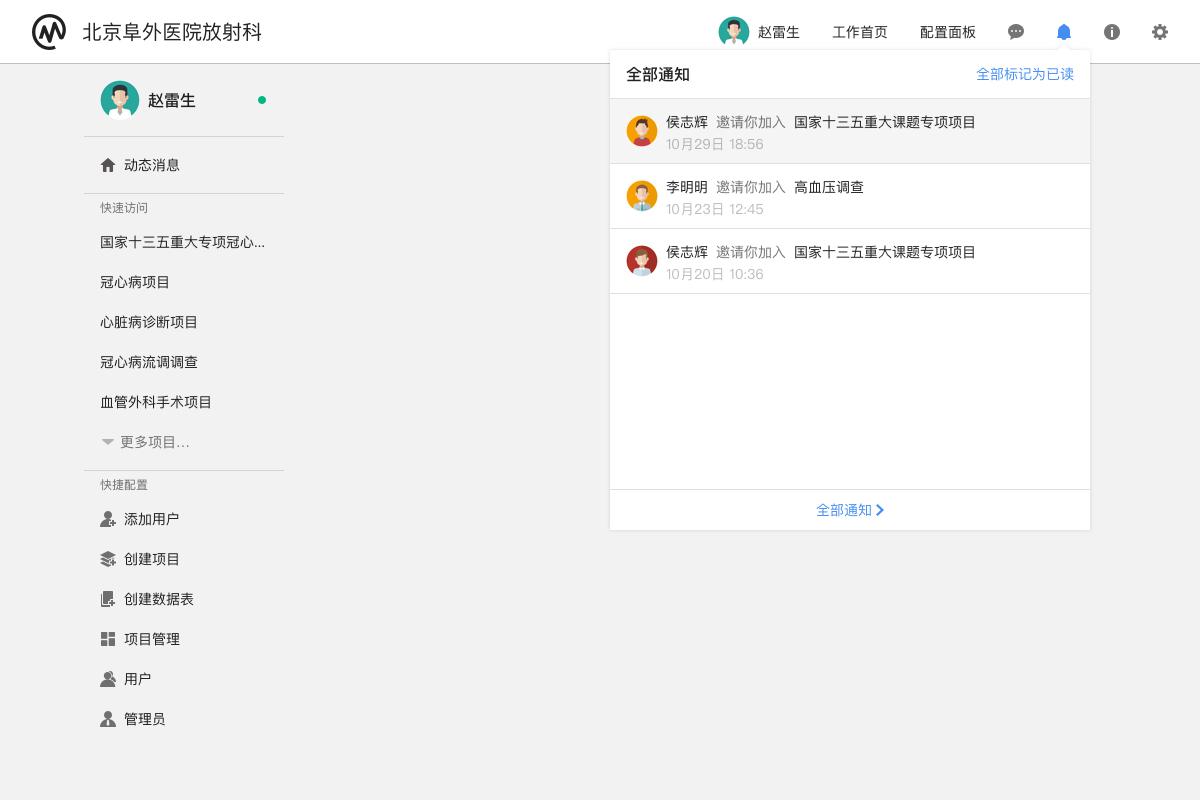 北京阜外医院放射科
赵雷生 工作首页 配置面板
赵雷生
动态消息
快速访问
国家十三五重大专项冠心...
冠心病项目
心脏病诊断项目
冠心病流调调查
血管外科手术项目
更多项目...
快捷配置
添加用户
创建项目
创建数据表
项目管理
用户
管理员
全部通知 全部标记为已读
侯志辉 邀请你加入 国家十三五重大课题专项项目
10月29日 18:56
李明明 邀请你加入 高血压调查
10月23日 12:45
侯志辉 邀请你加入 国家十三五重大课题专项项目
10月20日 10:36
全部通知